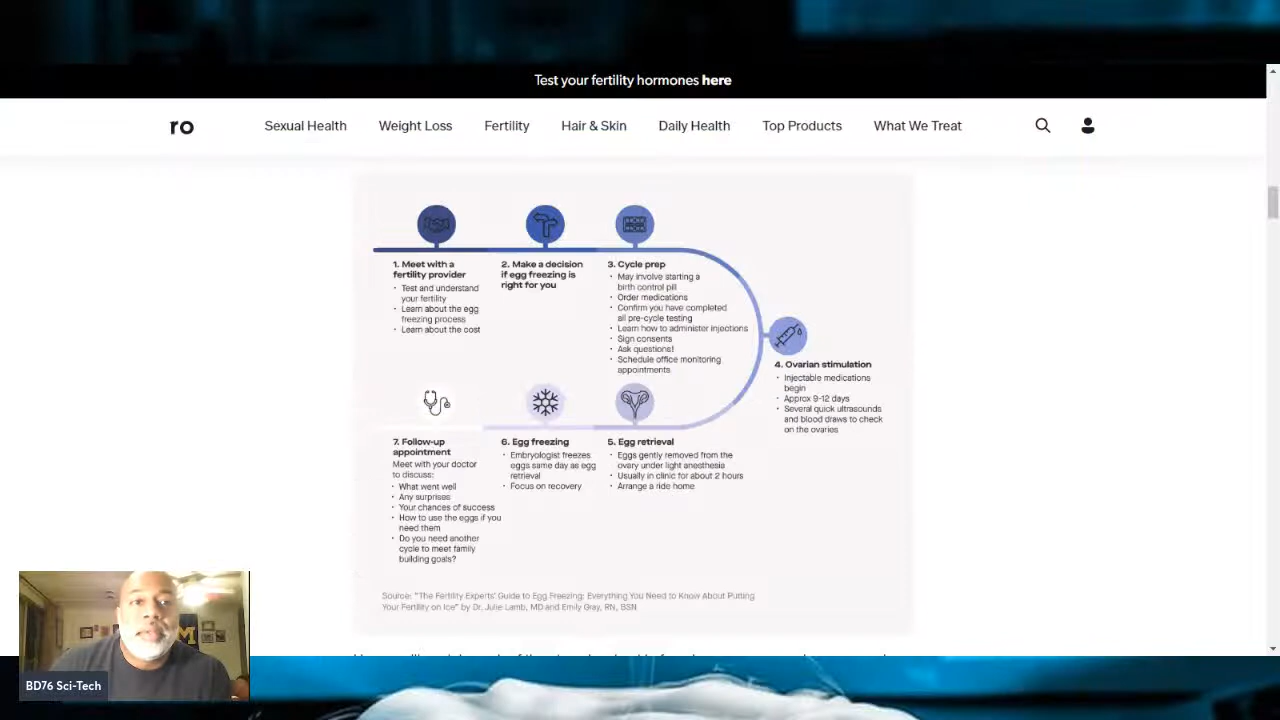 Test your fertility hormones here
ro
Sexual Health
Weight Loss
Fertility
Hair & Skin
Daily Health
Top Products
What We Treat
1. Meet with a
fertility provider
· Test and understand
your fertility
· Learn about the egg
freezing process
· Learn about the cost
2. Make a decision
if egg freezing is
right for you
3. Cycle prep
· May involve starting a
birth control pill
· Order medications
· Confirm you have completed
all pre-cycle testing
· Learn how to administer injections
· Sign consents
· Ask questions!
· Schedule office monitoring
appointments
4. Ovarian stimulation
· Injectable medications
begin
· Approx 9-12 days
· Several quick ultrasounds
and blood draws to check
on the ovaries
5. Egg retrieval
· Eggs gently removed from the
ovary under light anesthesia
· Usually in clinic for about 2 hours
· Arrange a ride home
6. Egg freezing
· Embryologist freezes
eggs same day as egg
retrieval
· Focus on recovery
7. Follow-up
appointment
Meet with your doctor
to discuss:
· What went well
· Any surprises
· Your chances of success
· How to use the eggs if you
need them
· Do you need another
cycle to meet family
building goals?
Source: "The Fertility Experts' Guide to Egg Freezing: Everything You Need to Know About Putting
Your Fertility on Ice" by Dr. Julie Lamb, MD and Emily Gray, RN, BSN
M
BD76 Sci-Tech